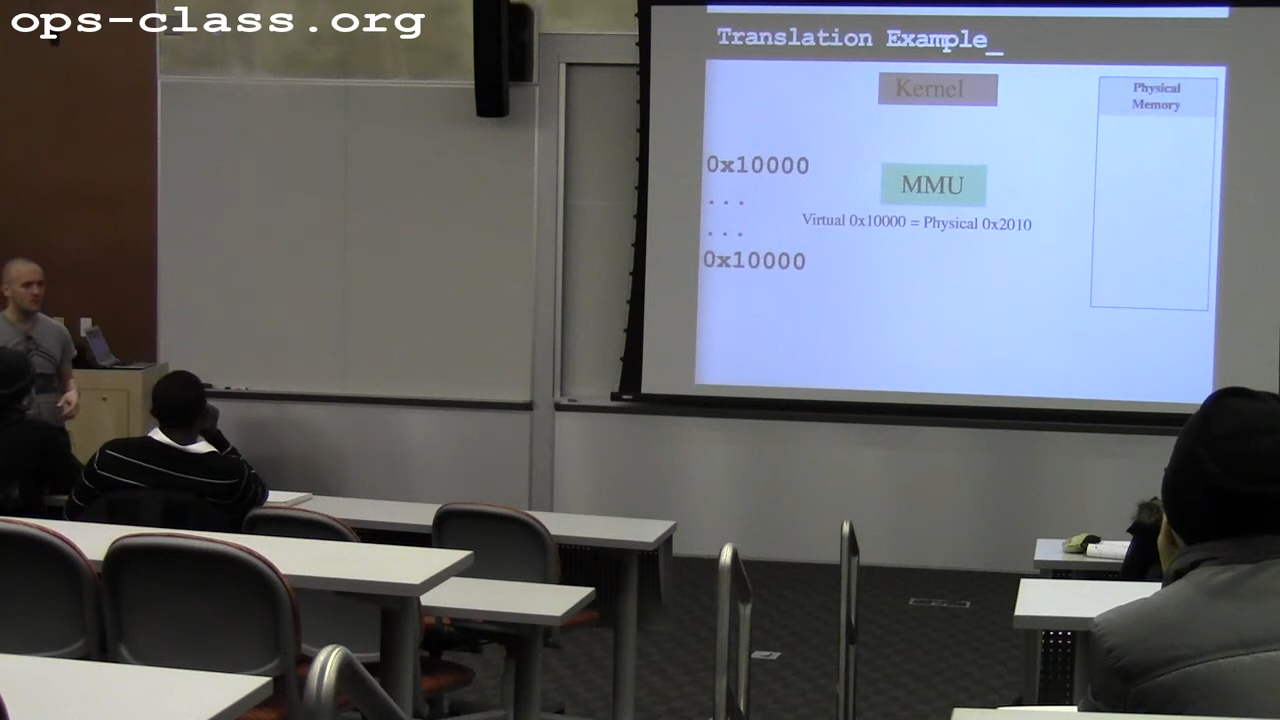 ops-class.org
Translation Example_
Kernel
Physical
Memory
0x10000
MMU
...
Virtual 0x10000 = Physical 0x2010
...
0x10000